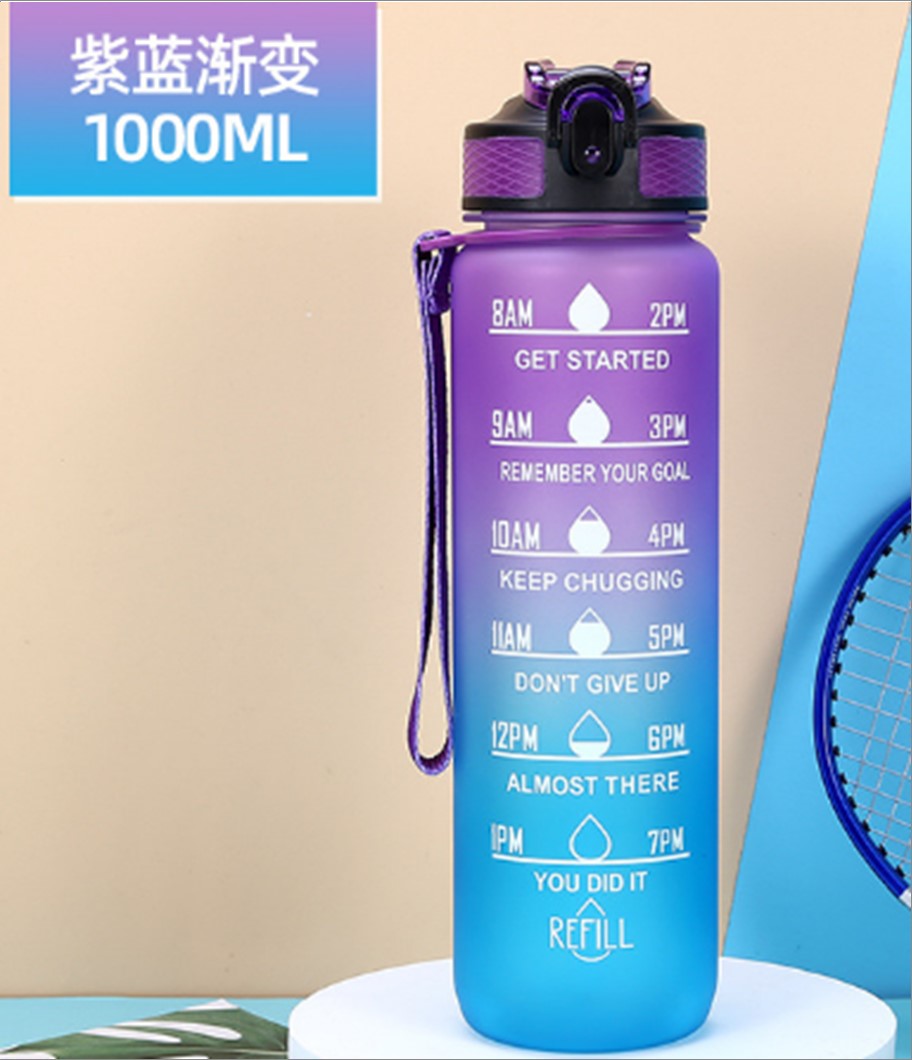 紫蓝渐变
1000ML
8AM 2PM
GET STARTED
9AM 3PM
REMEMBER YOUR GOAL
10AM 4PM
KEEP CHUGGING
11AM 5PM
DON'T GIVE UP
12PM 6PM
ALMOST THERE
1PM 7PM
YOU DID IT
REFILL